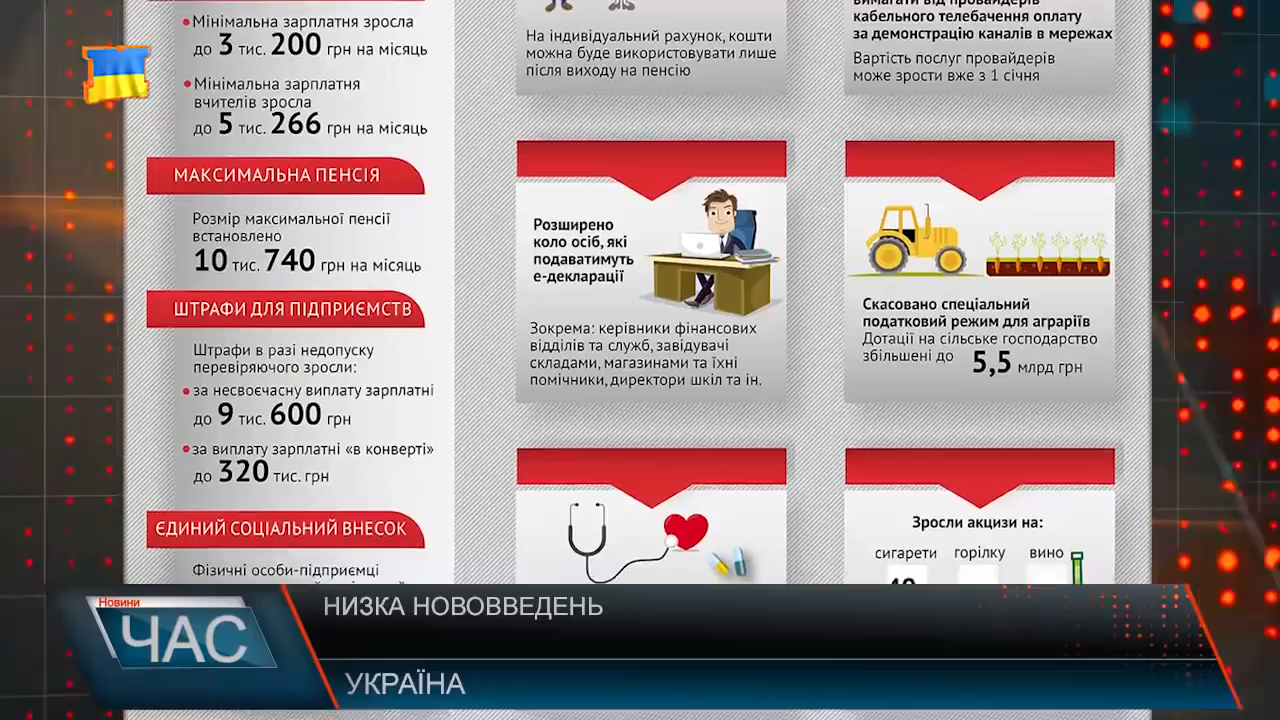 Мінімальна зарплатня зросла
до 3 тис. 200 грн на місяць
Мінімальна зарплатня
вчителів зросла
до 5 тис. 266 грн на місяць
МАКСИМАЛЬНА ПЕНСІЯ
Розмір максимальної пенсії
встановлено
10 тис. 740 грн на місяць
ШТРАФИ ДЛЯ ПІДПРИЄМСТВ
Штрафи в разі недопуску
перевіряючого зросли:
за несвоєчасну виплату зарплатні
до 9 тис. 600 грн
за виплату зарплатні «в конверті»
до 320 тис. грн
ЄДИНИЙ СОЦІАЛЬНИЙ ВНЕСОК
Фізичні особи-підприємці
На індивідуальний рахунок, кошти
можна буде використовувати лише
після виходу на пенсію
вимагати від провайдерів
кабельного телебачення оплату
за демонстрацію каналів в мережах
Вартість послуг провайдерів
може зрости вже з 1 січня
Розширено
коло осіб, які
подаватимуть
е-декларації
Зокрема: керівники фінансових
відділів та служб, завідувачі
складами, магазинами та їхні
помічники, директори шкіл та ін.
Скасовано спеціальний
податковий режим для аграріїв
Дотації на сільське господарство
збільшені до 5,5 млрд грн
Зросли акцизи на:
сигарети горілку вино
Новини
ЧАС
НИЗКА НОВОВВЕДЕНЬ
УКРАЇНА